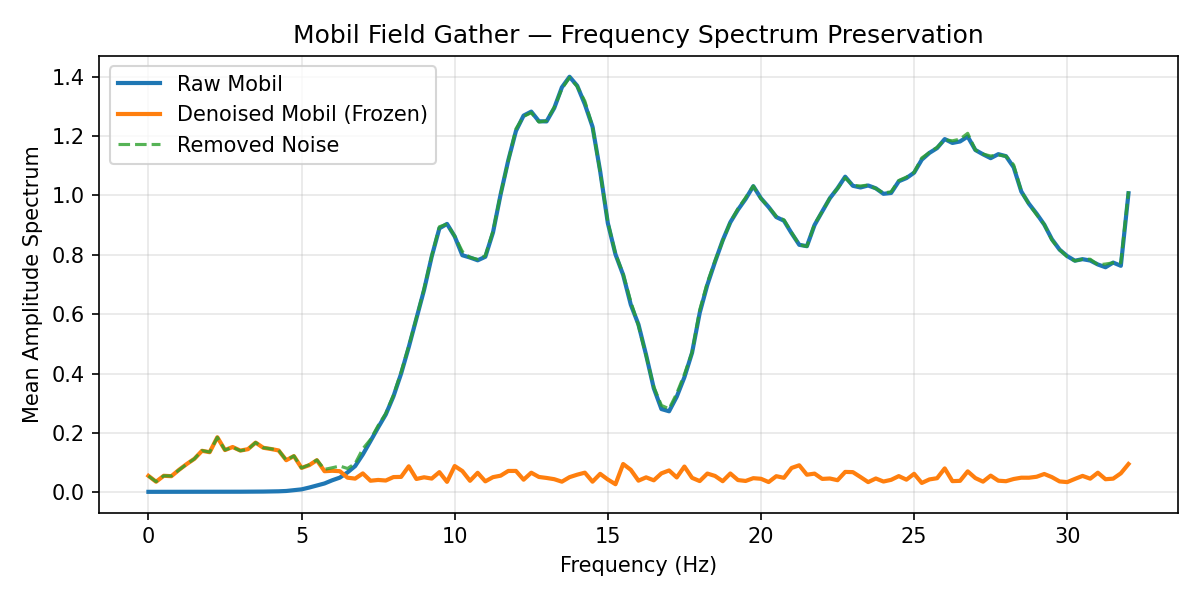 Mobil Field Gather — Frequency Spectrum Preservation
Raw Mobil
Denoised Mobil (Frozen)
Removed Noise
Mean Amplitude Spectrum
1.4
1.2
1.0
0.8
0.6
0.4
0.2
0.0
0 5 10 15 20 25 30
Frequency (Hz)